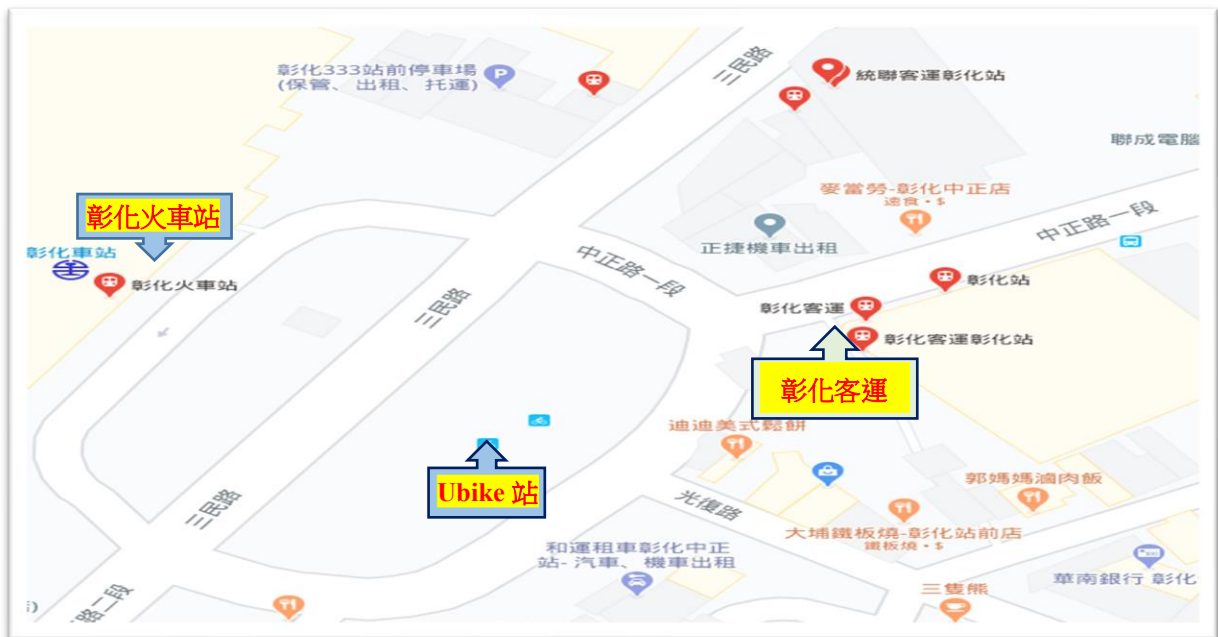 彰化333站前停車場
(保管、出租、托運)
P
三民路
統聯客運彰化站
聯成電腦
麥當勞-彰化中正店
速食・$
中正路一段
正捷機車出租
彰化火車站
彰化車站
彰化火車站
中正路一段
彰化站
三民路
彰化客運
彰化客運彰化站
彰化客運
迪迪美式鬆餅
Ubike 站
郭媽媽滷肉飯
三民路
光復路
大埔鐵板燒-彰化站前店
鐵板燒・$
和運租車彰化中正
站- 汽車、機車出租
華南銀行 彰化
三隻熊
路二段